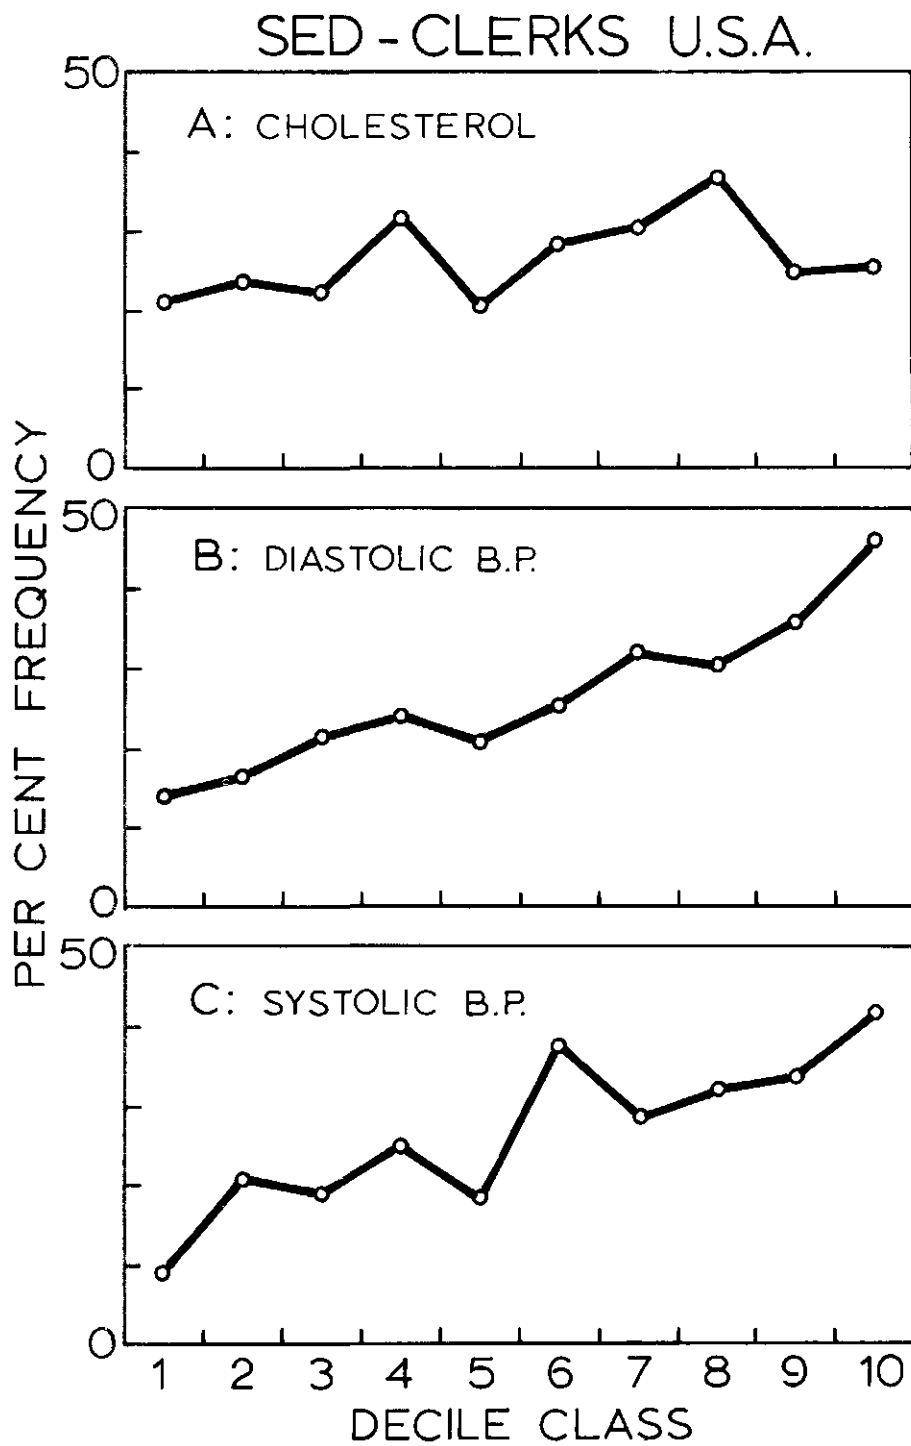 SED - CLERKS U.S.A.
50
A: CHOLESTEROL
0
50
B: DIASTOLIC B.P.
0
50
C: SYSTOLIC B.P.
0
1 2 3 4 5 6 7 8 9 10
DECILE CLASS
PER CENT FREQUENCY